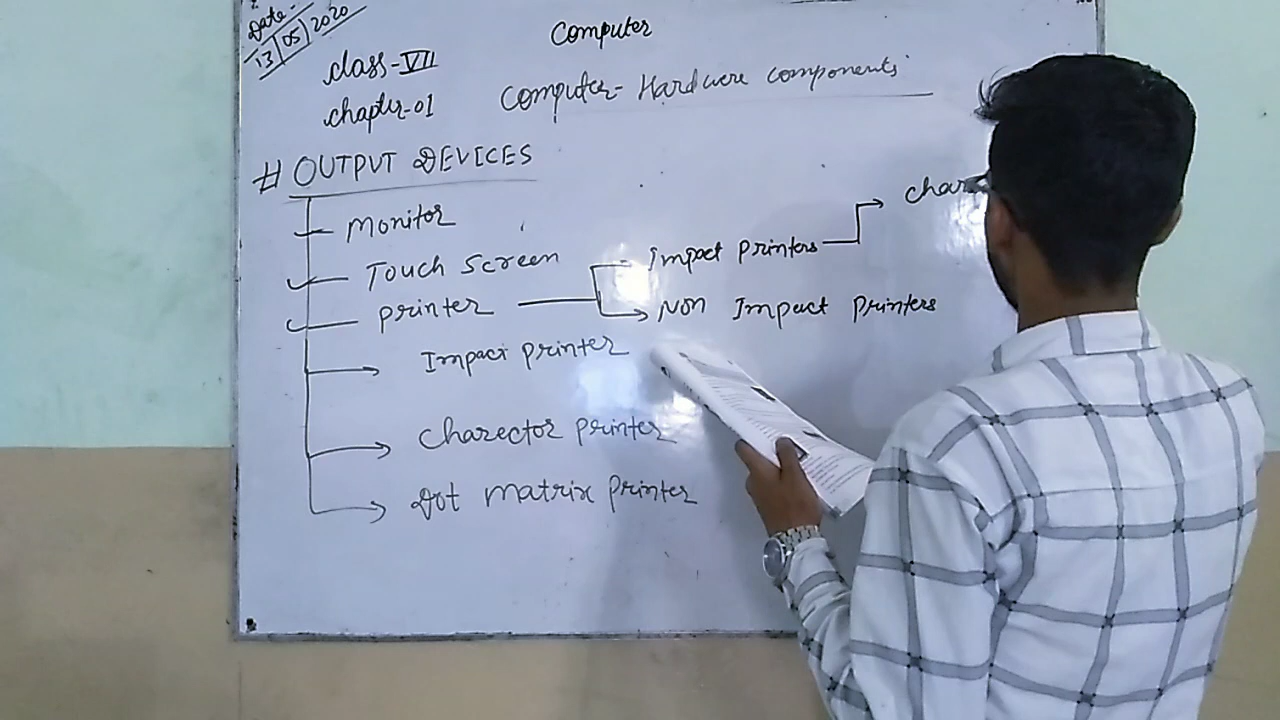 Date-
13/05/2020
Computer
class-VII
chapter-01
Computer- Hardwere components
# OUTPUT DEVICES
Monitor
Touch Screen
printer
Impact printers
Non Impact printers
char
Impact printer
Charector printer
Dot matrix printer